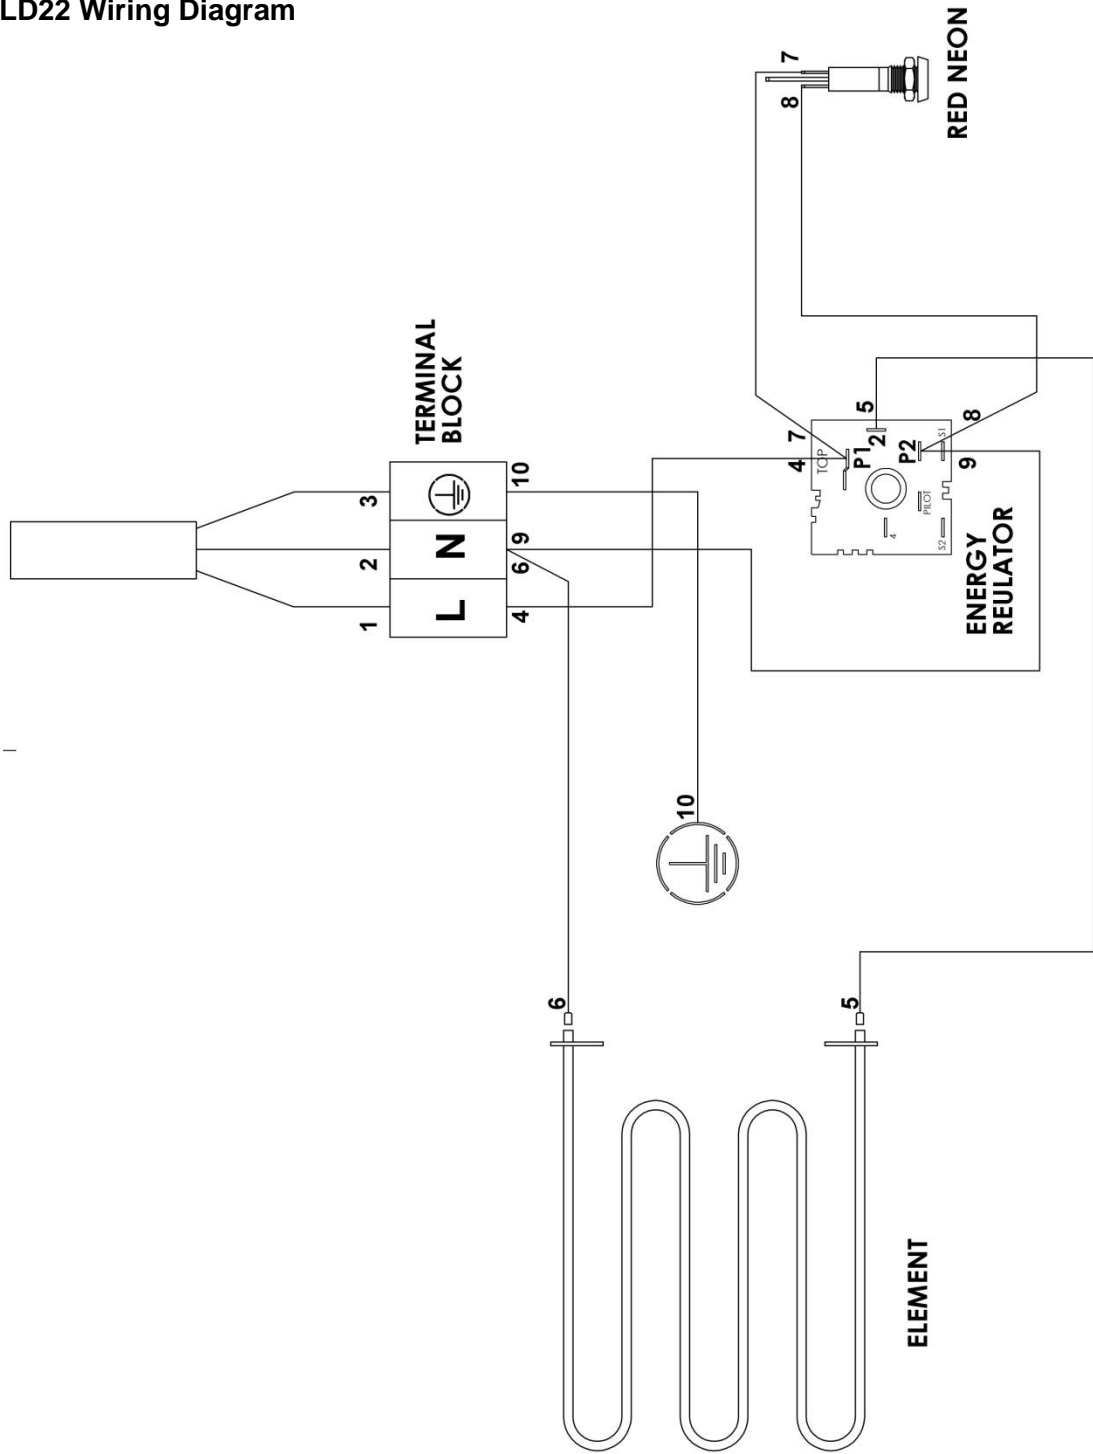 LD22 Wiring Diagram
RED NEON
7
8
TERMINAL
BLOCK
3
2
1
L
N
10
9
6
4
4
7
TOP
P1
5
2
P2
8
9
S1
PILOT
4
S2
ENERGY
REULATOR
10
6
5
ELEMENT